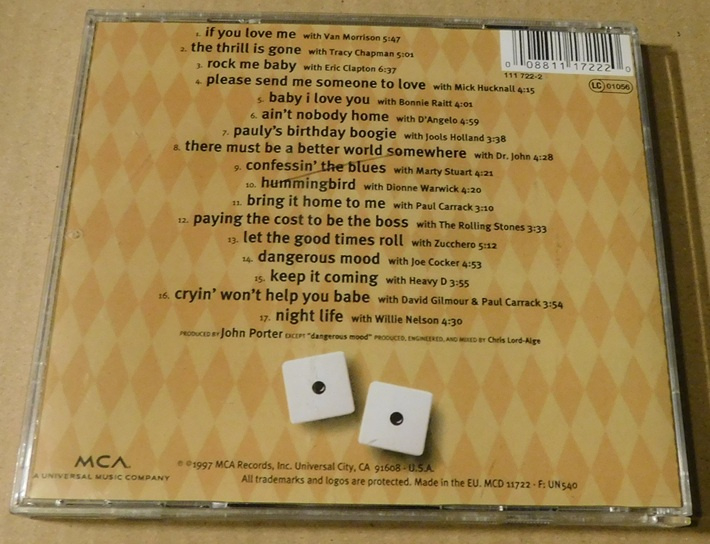 1. if you love me with Van Morrison 5:47
2. the thrill is gone with Tracy Chapman 5:01
3. rock me baby with Eric Clapton 6:37
4. please send me someone to love with Mick Hucknall 4:15
5. baby i love you with Bonnie Raitt 4:01
6. ain't nobody home with D'Angelo 4:59
7. pauly's birthday boogie with Jools Holland 3:38
8. there must be a better world somewhere with Dr. John 4:28
9. confessin' the blues with Marty Stuart 4:21
10. hummingbird with Dionne Warwick 4:20
11. bring it home to me with Paul Carrack 3:10
12. paying the cost to be the boss with The Rolling Stones 3:33
13. let the good times roll with Zucchero 5:12
14. dangerous mood with Joe Cocker 4:53
15. keep it coming with Heavy D 3:55
16. cryin' won't help you babe with David Gilmour & Paul Carrack 3:54
17. night life with Willie Nelson 4:30
PRODUCED BY John Porter EXCEPT "dangerous mood" PRODUCED, ENGINEERED, AND MIXED BY Chris Lord-Alge
0 08811 17222 0
111 722-2
LC 01056
MCA
A UNIVERSAL MUSIC COMPANY
℗ ©1997 MCA Records, Inc. Universal City, CA 91608 - U.S.A.
All trademarks and logos are protected. Made in the EU. MCD 11722 · F: UN 540